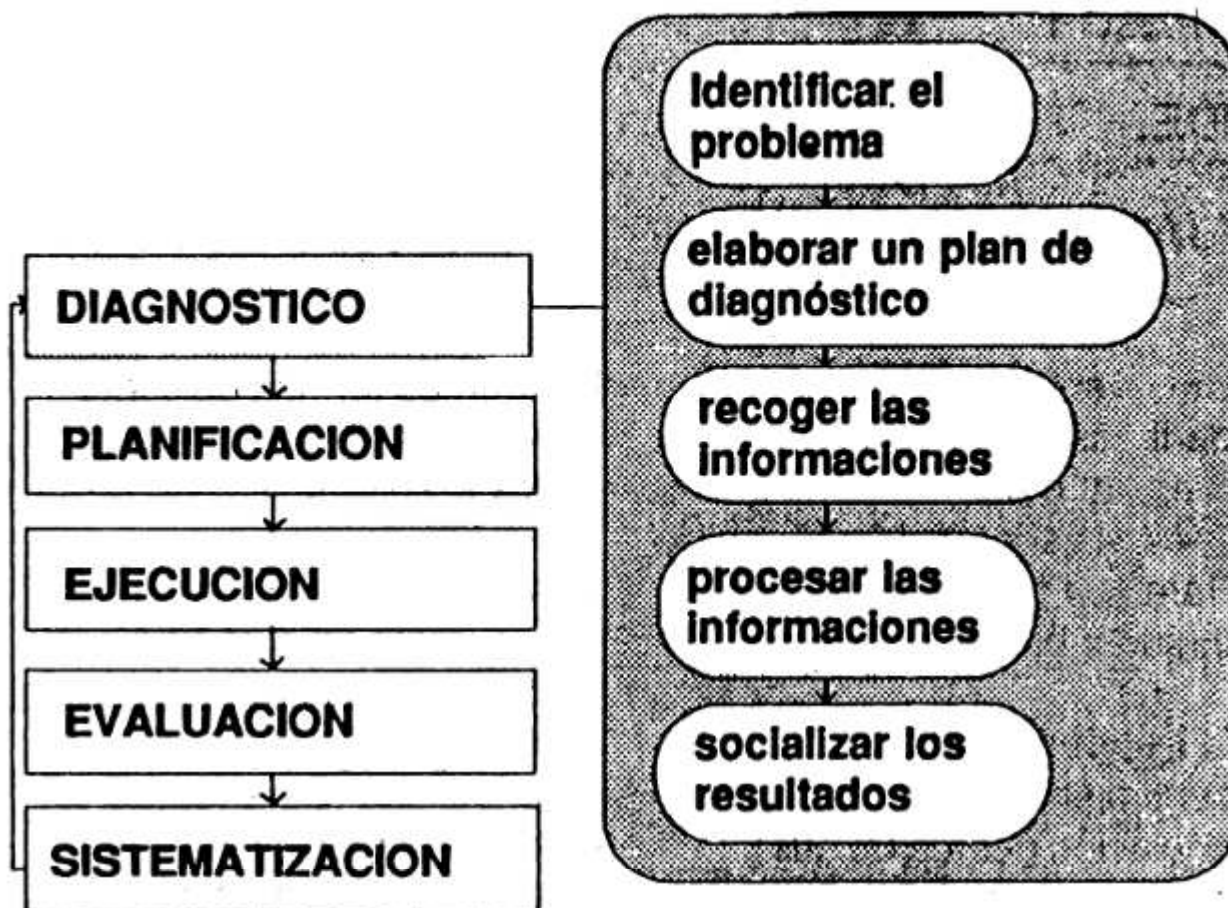 DIAGNOSTICO
PLANIFICACION
EJECUCION
EVALUACION
SISTEMATIZACION
Identificar el
problema
elaborar un plan de
diagnóstico
recoger las
informaciones
procesar las
informaciones
socializar los
resultados